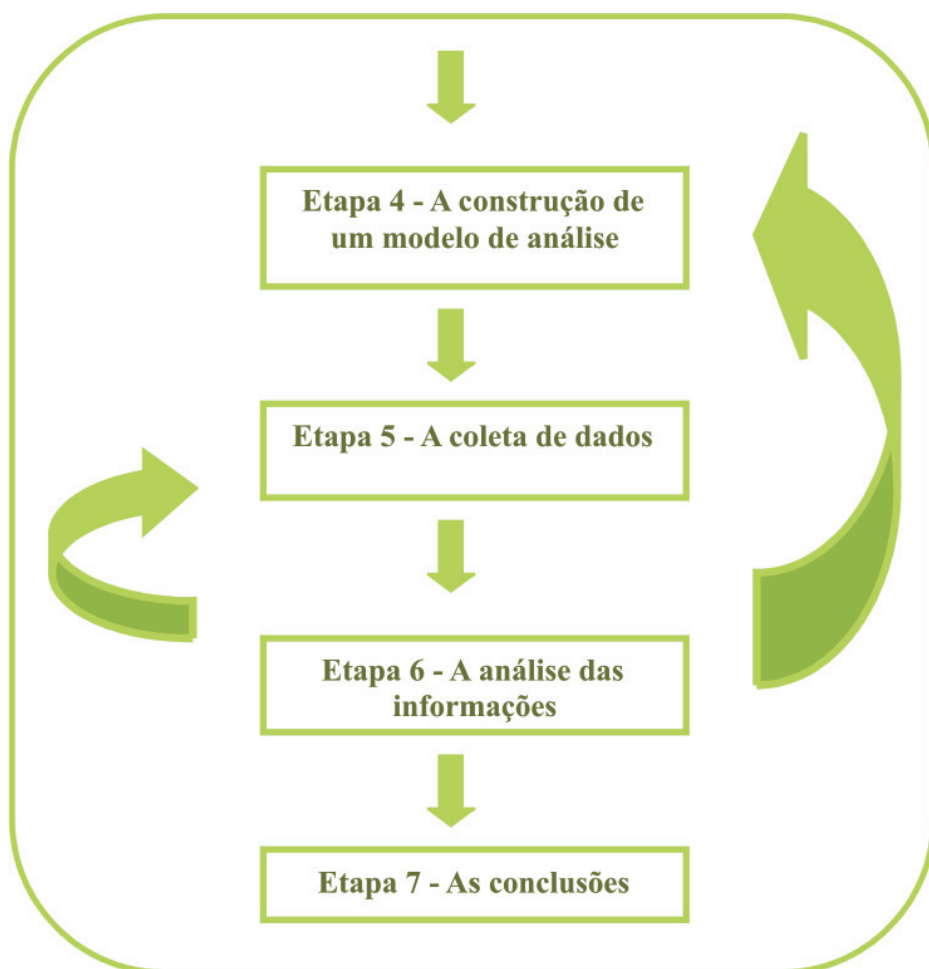 Etapa 4 - A construção de
um modelo de análise
Etapa 5 - A coleta de dados
Etapa 6 - A análise das
informações
Etapa 7 - As conclusões